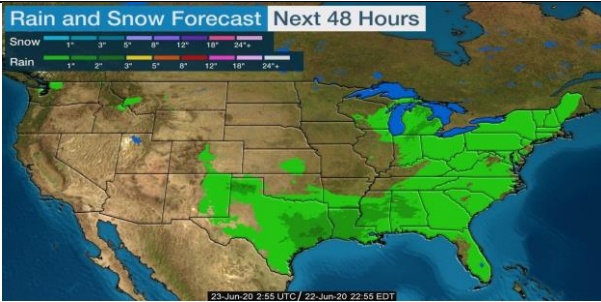 Rain and Snow Forecast Next 48 Hours
Snow 1" 3" 5" 8" 12" 18" 24"+
Rain 1" 2" 3" 5" 8" 12" 18" 24"+
23-Jun-20 2:55 UTC / 22-Jun-20 22:55 EDT